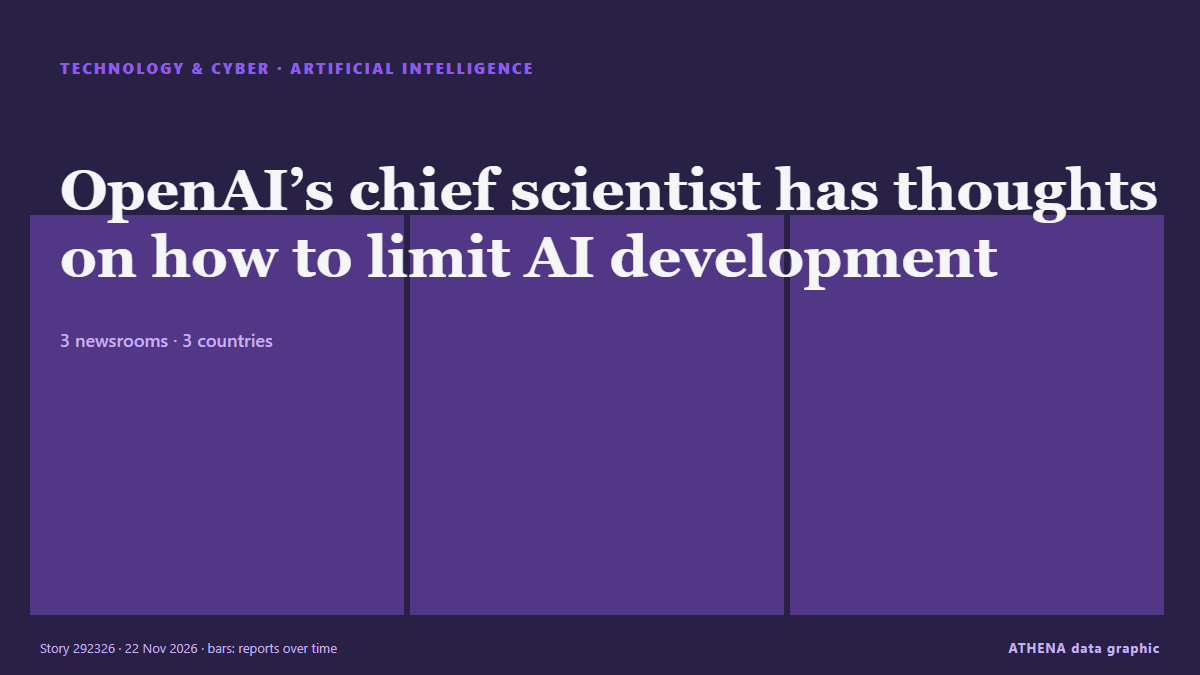 TECHNOLOGY & CYBER · ARTIFICIAL INTELLIGENCE
OpenAI’s chief scientist has thoughts
on how to limit AI development
3 newsrooms · 3 countries
Story 292326 · 22 Nov 2026 · bars: reports over time
ATHENA data graphic